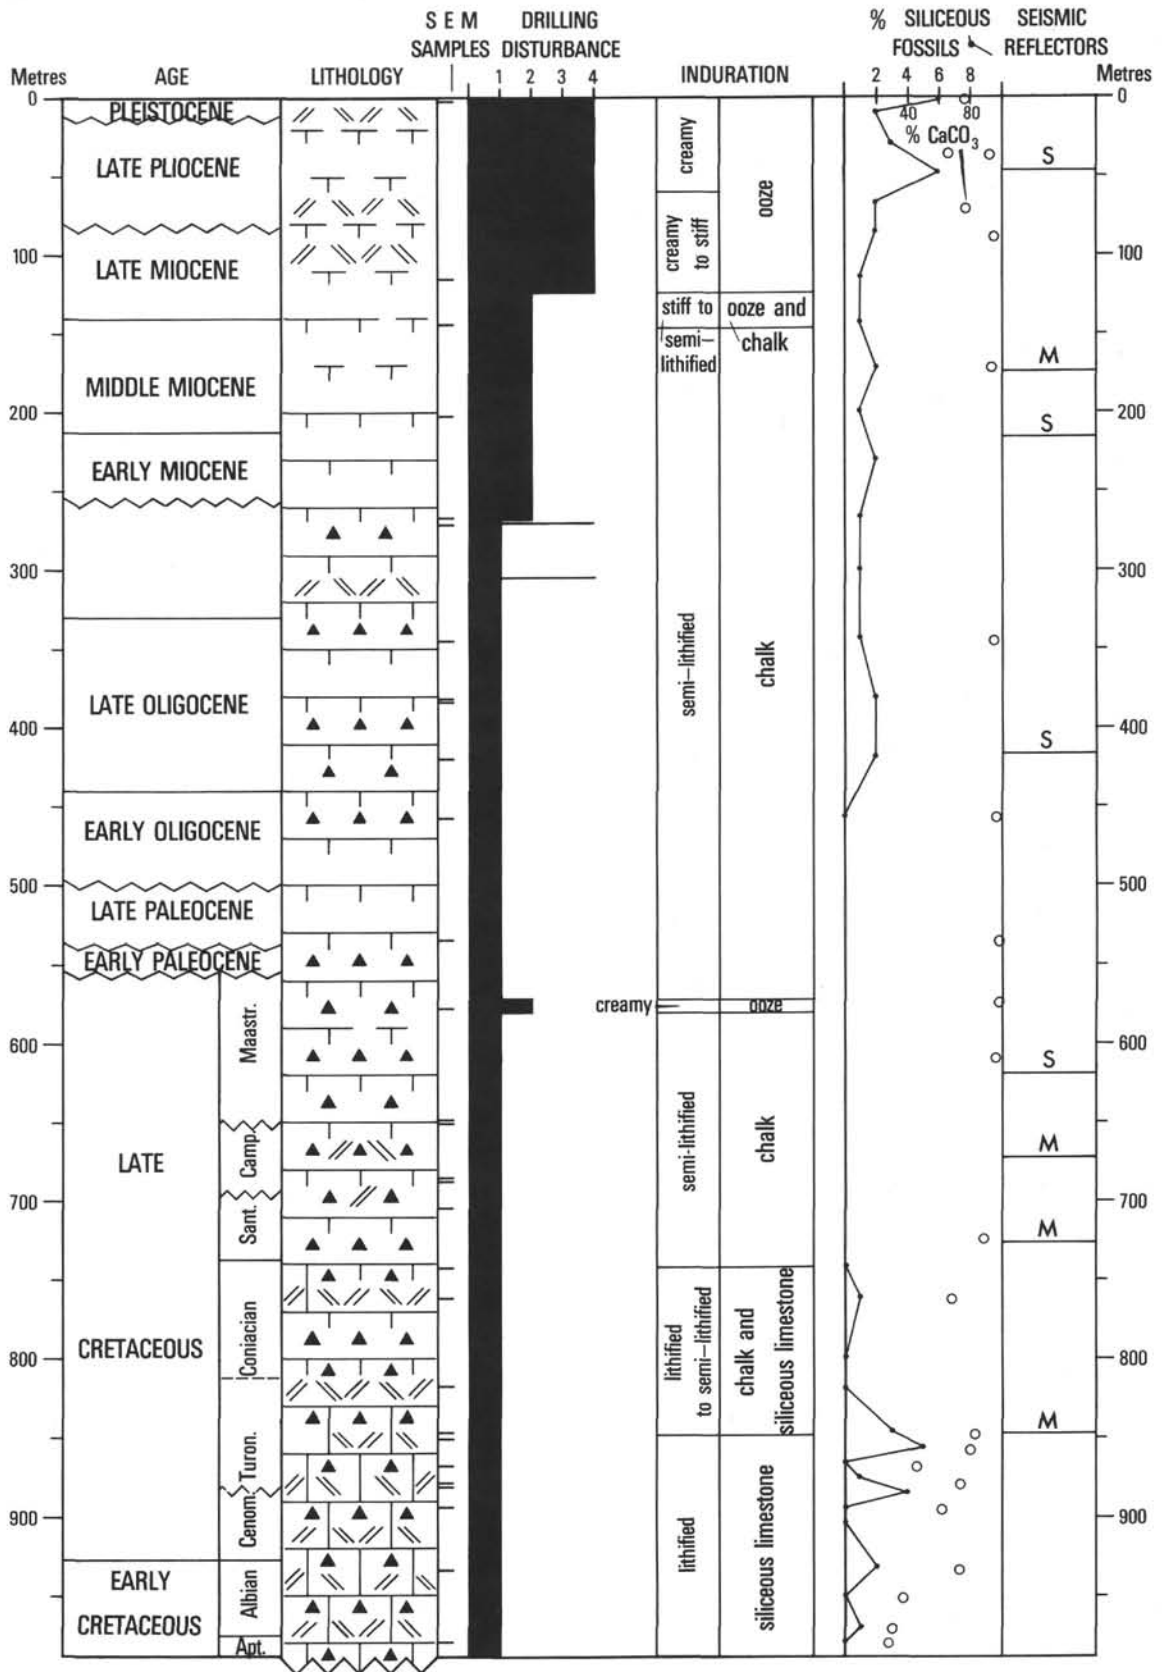 S E M DRILLING % SILICEOUS SEISMIC
SAMPLES DISTURBANCE FOSSILS REFLECTORS
Metres AGE LITHOLOGY 1 2 3 4 INDURATION 2 4 6 8 Metres
40 80
% CaCO3
0
100
200
300
400
500
600
700
800
900
PLEISTOCENE
LATE PLIOCENE
LATE MIOCENE
MIDDLE MIOCENE
EARLY MIOCENE
LATE OLIGOCENE
EARLY OLIGOCENE
LATE PALEOCENE
EARLY PALEOCENE
LATE
CRETACEOUS
EARLY
CRETACEOUS
Maastr.
Camp.
Sant.
Coniacian
Turon.
Cenom.
Albian
Apt.
creamy
creamy
to stiff
stiff to
semi–
lithified
semi–lithified
creamy
semi-lithified
lithified
to semi–lithified
lithified
ooze
ooze and
chalk
chalk
ooze
chalk
chalk and
siliceous limestone
siliceous limestone
S
M
S
S
S
M
M
M
0
100
200
300
400
500
600
700
800
900